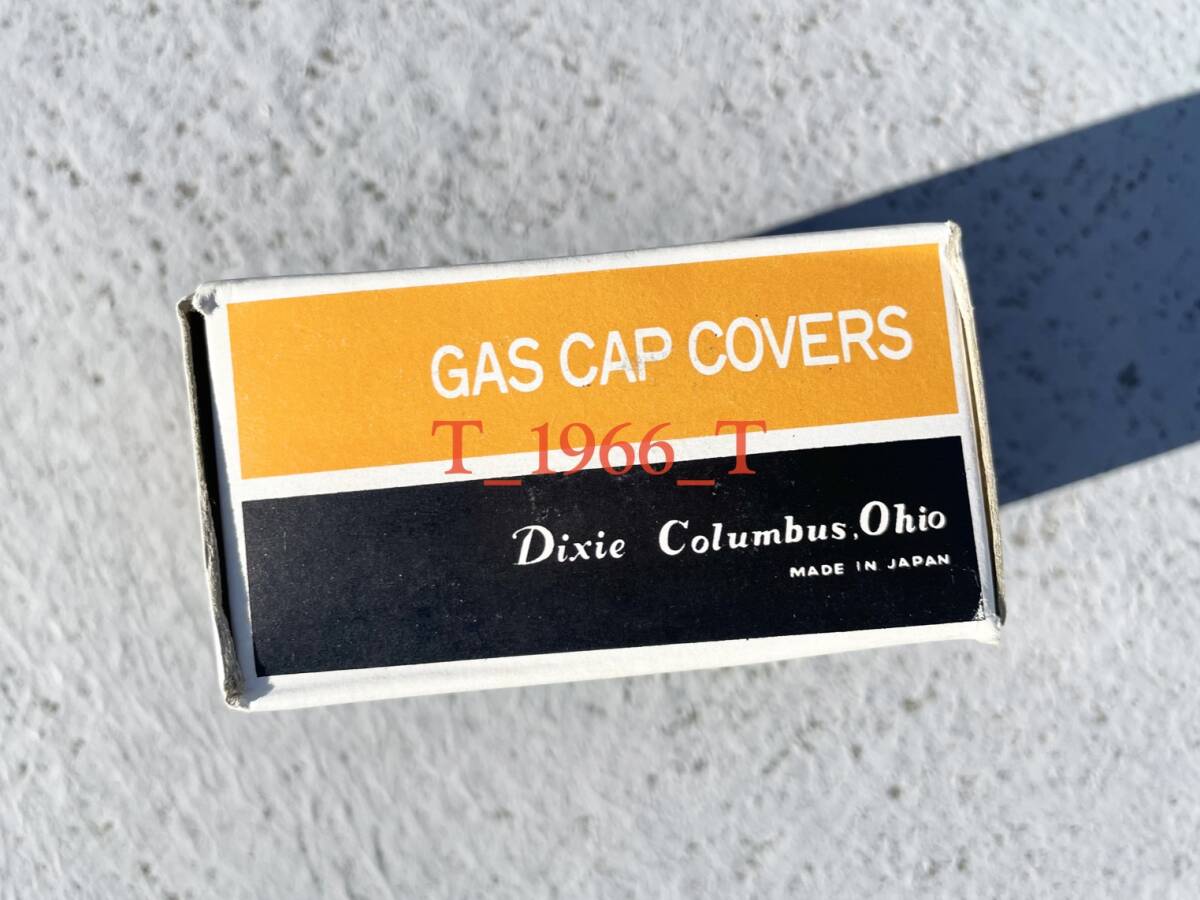 GAS CAP COVERS
T_1966_T
Dixie Columbus, Ohio
MADE IN JAPAN